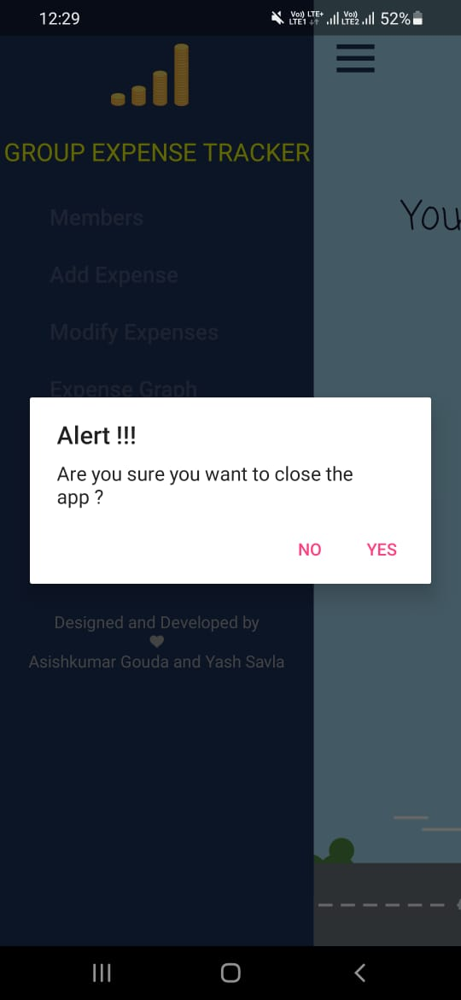 12:29
Vo)) LTE+
LTE1
Vo))
LTE2
52%
GROUP EXPENSE TRACKER
You
Members
Add Expense
Modify Expenses
Expense Graph
Alert !!!
Are you sure you want to close the
app ?
NO
YES
Designed and Developed by
Asishkumar Gouda and Yash Savla